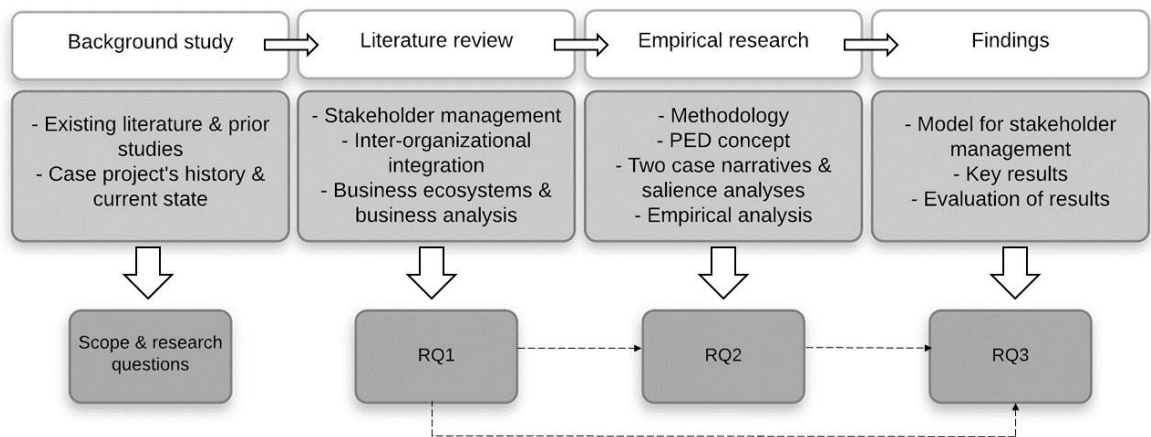 Background study
Literature review
Empirical research
Findings
- Existing literature & prior
studies
- Case project's history &
current state
- Stakeholder management
- Inter-organizational
integration
- Business ecosystems &
business analysis
- Methodology
- PED concept
- Two case narratives &
salience analyses
- Empirical analysis
- Model for stakeholder
management
- Key results
- Evaluation of results
Scope & research
questions
RQ1
RQ2
RQ3